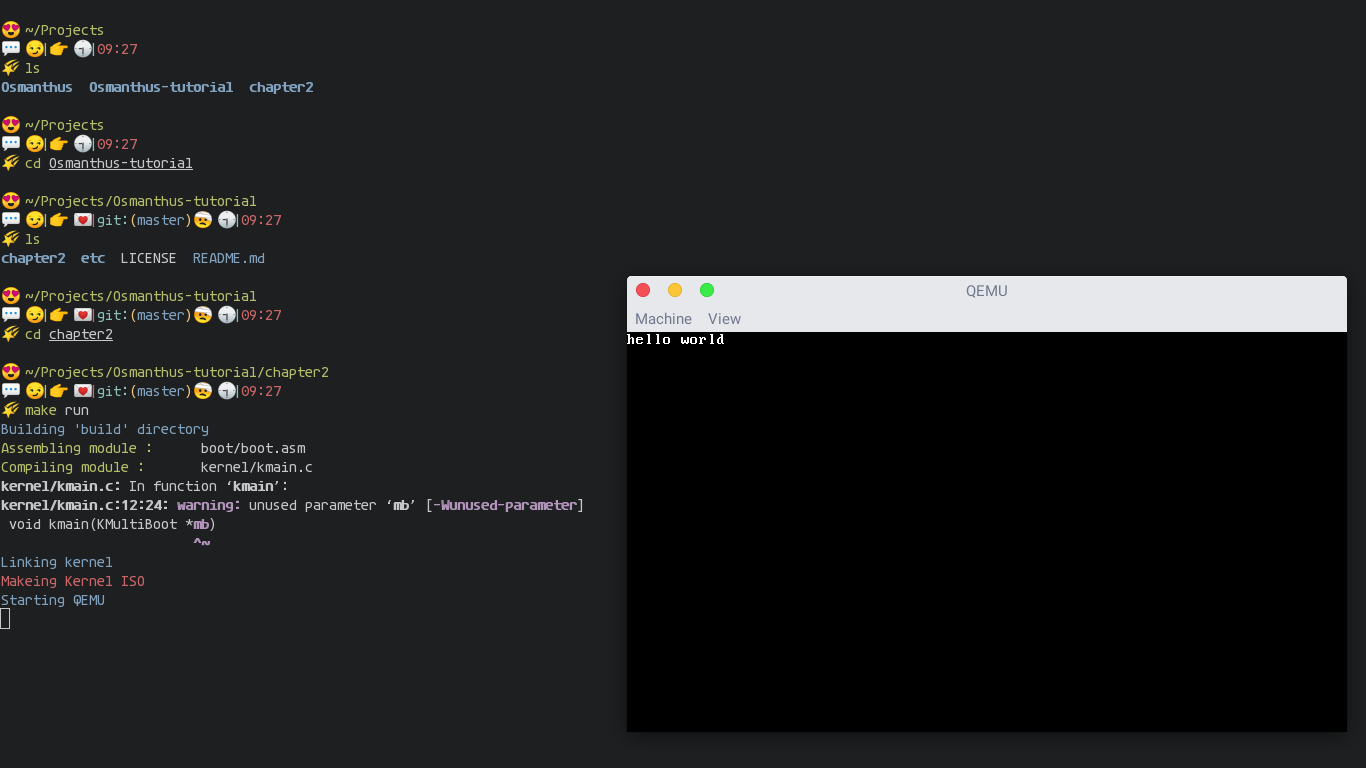 ~/Projects
09:27
ls
Osmanthus Osmanthus-tutorial chapter2
~/Projects
09:27
cd Osmanthus-tutorial
~/Projects/Osmanthus-tutorial
git:(master) 09:27
ls
chapter2 etc LICENSE README.md
~/Projects/Osmanthus-tutorial
git:(master) 09:27
cd chapter2
~/Projects/Osmanthus-tutorial/chapter2
git:(master) 09:27
make run
Building 'build' directory
Assembling module : boot/boot.asm
Compiling module : kernel/kmain.c
kernel/kmain.c: In function ‘kmain’:
kernel/kmain.c:12:24: warning: unused parameter ‘mb’ [-Wunused-parameter]
void kmain(KMultiBoot *mb)
^~
Linking kernel
Makeing Kernel ISO
Starting QEMU
QEMU
Machine View
hello world